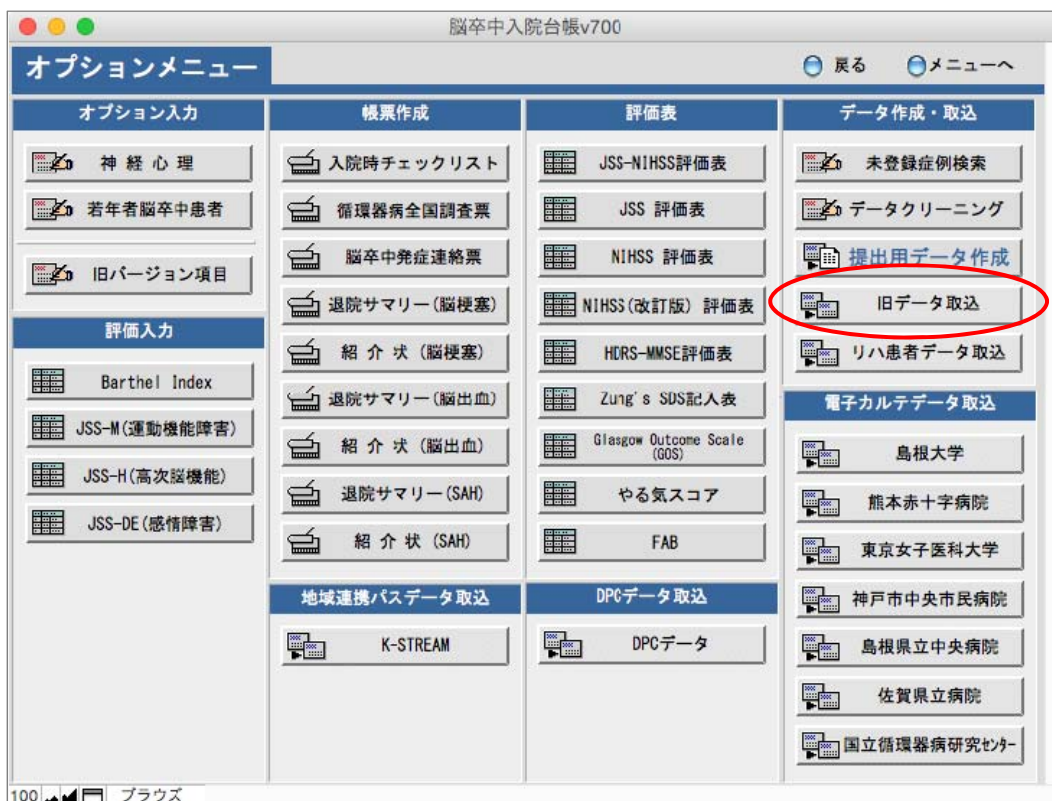 脳卒中入院台帳v700
オプションメニュー
戻る
メニューへ
オプション入力
神経心理
若年者脳卒中患者
旧バージョン項目
評価入力
Barthel Index
JSS-M(運動機能障害)
JSS-H(高次脳機能)
JSS-DE(感情障害)
帳票作成
入院時チェックリスト
循環器病全国調査票
脳卒中発症連絡票
退院サマリー(脳梗塞)
紹介状(脳梗塞)
退院サマリー(脳出血)
紹介状(脳出血)
退院サマリー(SAH)
紹介状(SAH)
地域連携パスデータ取込
K-STREAM
評価表
JSS-NIHSS評価表
JSS 評価表
NIHSS 評価表
NIHSS(改訂版) 評価表
HDRS-MMSE評価表
Zung's SDS記入表
Glasgow Outcome Scale
(GOS)
やる気スコア
FAB
DPCデータ取込
DPCデータ
データ作成・取込
未登録症例検索
データクリーニング
提出用データ作成
旧データ取込
リハ患者データ取込
電子カルテデータ取込
島根大学
熊本赤十字病院
東京女子医科大学
神戸市中央市民病院
島根県立中央病院
佐賀県立病院
国立循環器病研究センター
100
ブラウズ